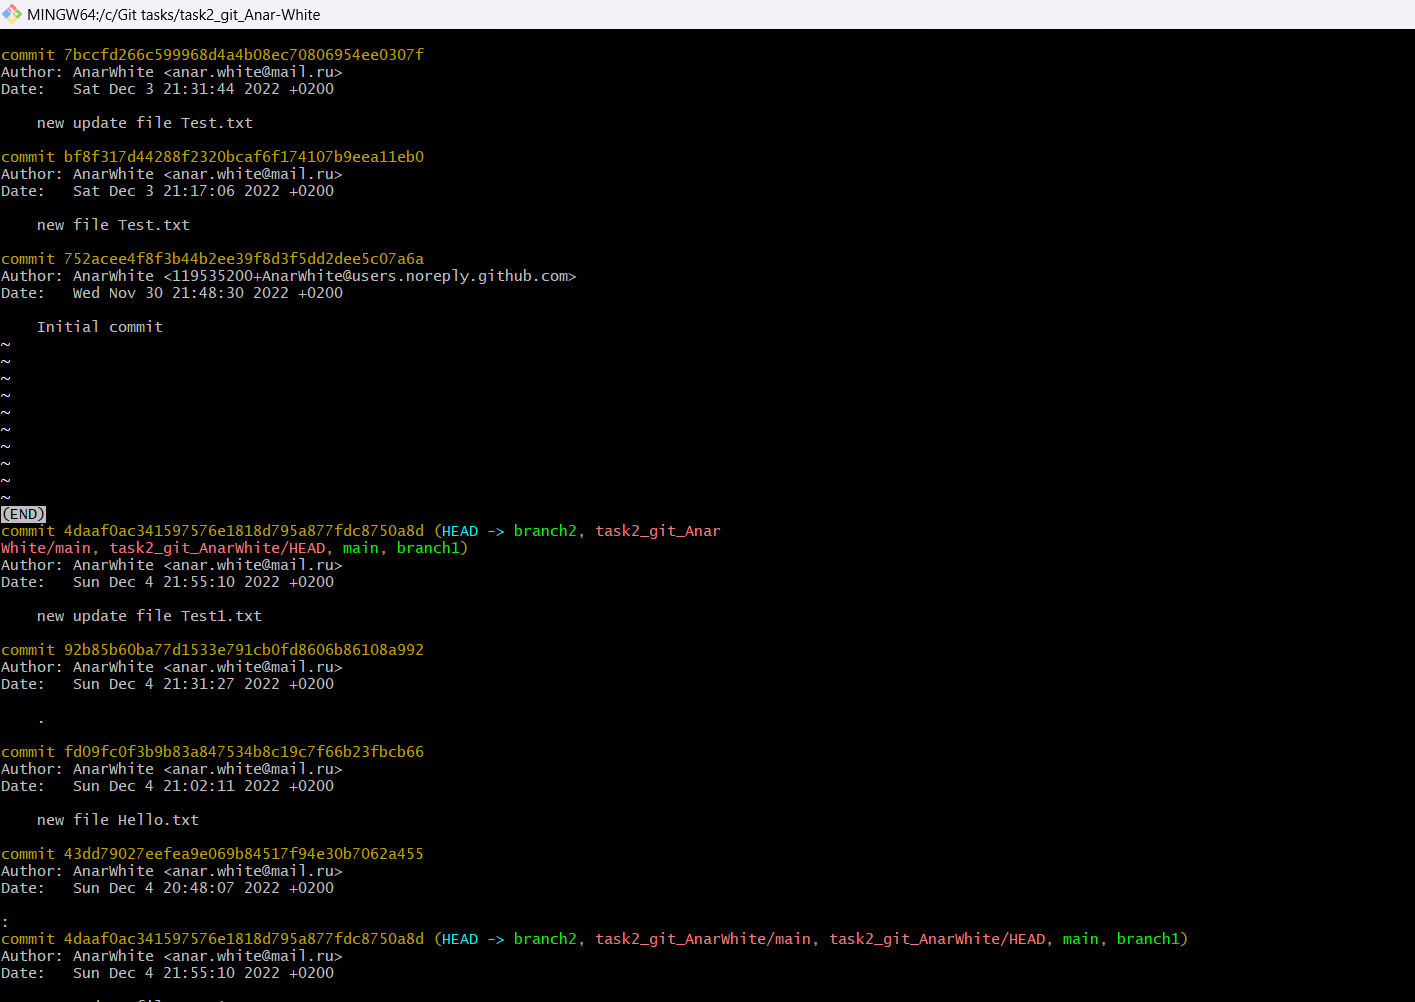 MINGW64:/c/Git tasks/task2_git_Anar-White
commit 7bccfd266c599968d4a4b08ec70806954ee0307f
Author: AnarWhite <anar.white@mail.ru>
Date:   Sat Dec 3 21:31:44 2022 +0200
new update file Test.txt
commit bf8f317d44288f2320bcaf6f174107b9eea11eb0
Author: AnarWhite <anar.white@mail.ru>
Date:   Sat Dec 3 21:17:06 2022 +0200
new file Test.txt
commit 752acee4f8f3b44b2ee39f8d3f5dd2dee5c07a6a
Author: AnarWhite <119535200+AnarWhite@users.noreply.github.com>
Date:   Wed Nov 30 21:48:30 2022 +0200
Initial commit
~
~
~
~
~
~
~
~
~
~
(END)
commit 4daaf0ac341597576e1818d795a877fdc8750a8d (HEAD -> branch2, task2_git_Anar
White/main, task2_git_AnarWhite/HEAD, main, branch1)
Author: AnarWhite <anar.white@mail.ru>
Date:   Sun Dec 4 21:55:10 2022 +0200
new update file Test1.txt
commit 92b85b60ba77d1533e791cb0fd8606b86108a992
Author: AnarWhite <anar.white@mail.ru>
Date:   Sun Dec 4 21:31:27 2022 +0200
.
commit fd09fc0f3b9b83a847534b8c19c7f66b23fbcb66
Author: AnarWhite <anar.white@mail.ru>
Date:   Sun Dec 4 21:02:11 2022 +0200
new file Hello.txt
commit 43dd79027eefea9e069b84517f94e30b7062a455
Author: AnarWhite <anar.white@mail.ru>
Date:   Sun Dec 4 20:48:07 2022 +0200
:
commit 4daaf0ac341597576e1818d795a877fdc8750a8d (HEAD -> branch2, task2_git_AnarWhite/main, task2_git_AnarWhite/HEAD, main, branch1)
Author: AnarWhite <anar.white@mail.ru>
Date:   Sun Dec 4 21:55:10 2022 +0200